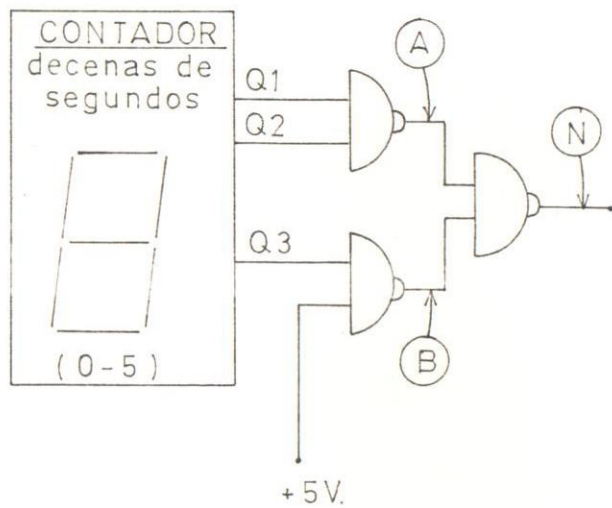 CONTADOR
decenas de
segundos
(0-5)
Q1
Q2
Q3
A
B
N
+5V.